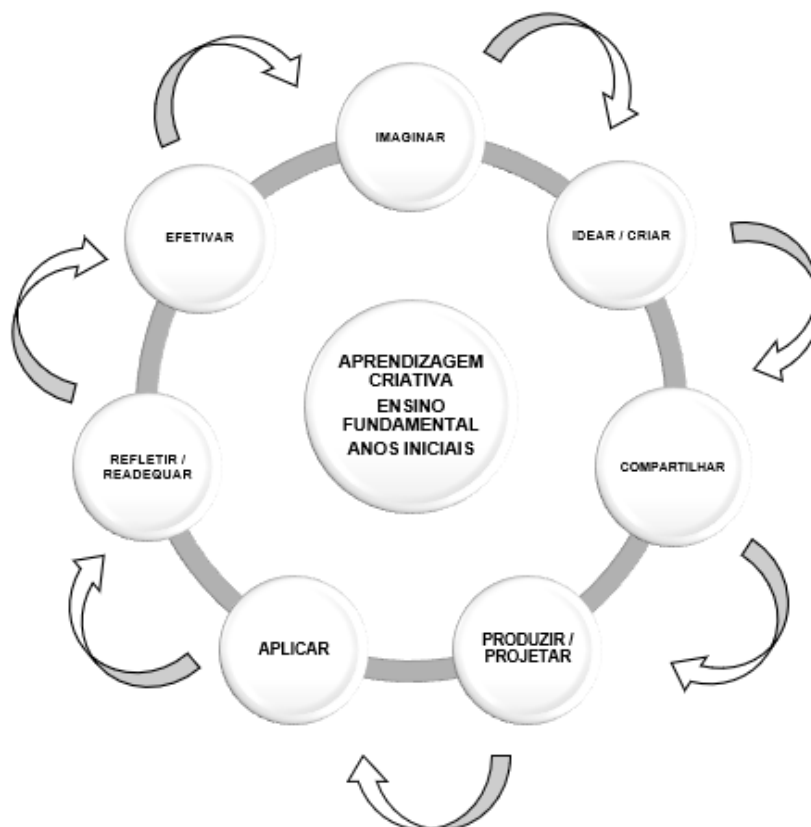 IMAGINAR
IDEAR / CRIAR
COMPARTILHAR
PRODUZIR /
PROJETAR
APLICAR
REFLETIR /
READEQUAR
EFETIVAR
APRENDIZAGEM
CRIATIVA
ENSINO
FUNDAMENTAL
ANOS INICIAIS